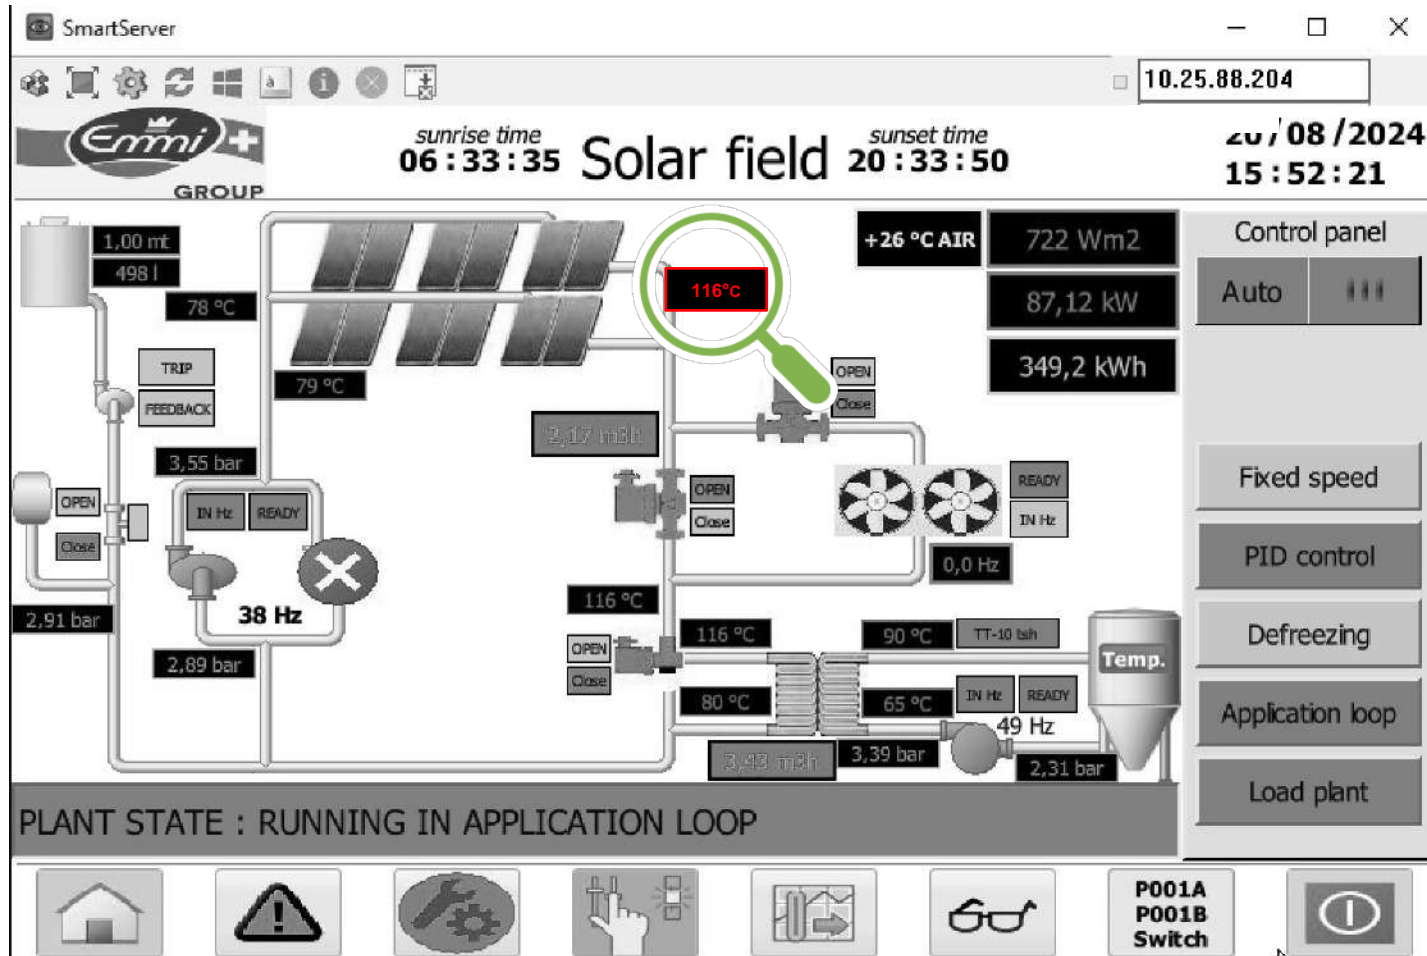 SmartServer
10.25.88.204
Emmi
GROUP
sunrise time
06:33:35
Solar field
sunset time
20:33:50
/08/2024
15:52:21
1,00 mt
498 l
78 °C
116°C
+26 °C AIR
722 Wm2
87,12 kW
349,2 kWh
Control panel
Auto
TRIP
FEEDBACK
79 °C
OPEN
Close
2,17 m3h
3,55 bar
IN Hz
READY
OPEN
Close
OPEN
Close
READY
IN Hz
0,0 Hz
Fixed speed
PID control
Defreezing
Application loop
Load plant
2,91 bar
38 Hz
2,89 bar
116 °C
OPEN
Close
116 °C
80 °C
90 °C
65 °C
TT-10 tsh
IN Hz
READY
49 Hz
Temp.
3,43 m3h
3,39 bar
2,31 bar
PLANT STATE : RUNNING IN APPLICATION LOOP
P001A
P001B
Switch